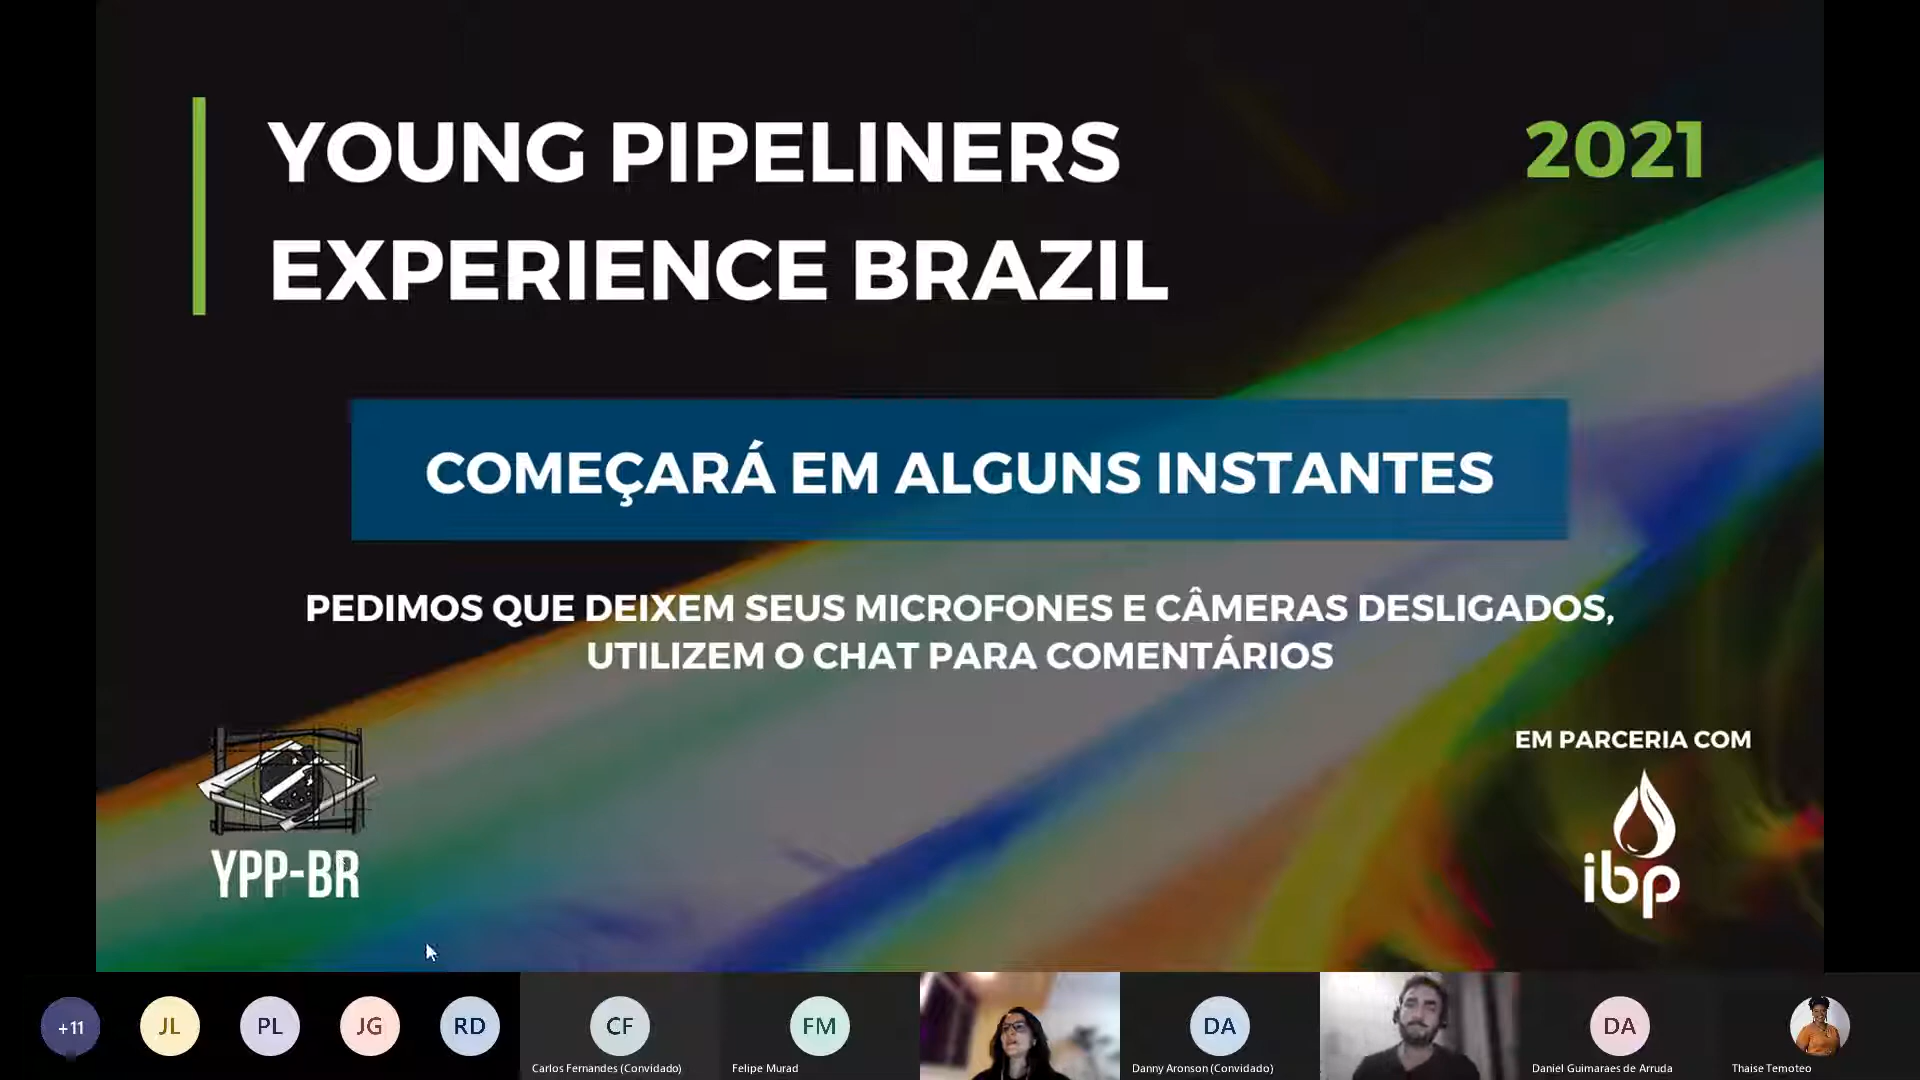 YOUNG PIPELINERS
EXPERIENCE BRAZIL
2021
COMEÇARÁ EM ALGUNS INSTANTES
PEDIMOS QUE DEIXEM SEUS MICROFONES E CÂMERAS DESLIGADOS,
UTILIZEM O CHAT PARA COMENTÁRIOS
YPP-BR
EM PARCERIA COM
ibp
+11
JL
PL
JG
RD
CF
Carlos Fernandes (Convidado)
FM
Felipe Murad
DA
Danny Aronson (Convidado)
DA
Daniel Guimaraes de Arruda
Thaise Temoteo